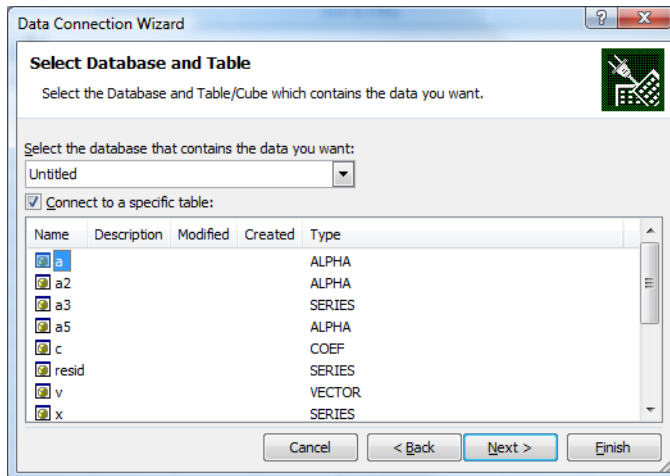 Data Connection Wizard
Select Database and Table
Select the Database and Table/Cube which contains the data you want.
Select the database that contains the data you want:
Untitled
Connect to a specific table:
Name Description Modified Created Type
a ALPHA
a2 ALPHA
a3 SERIES
a5 ALPHA
c COEF
resid SERIES
v VECTOR
x SERIES
Cancel < Back Next > Finish